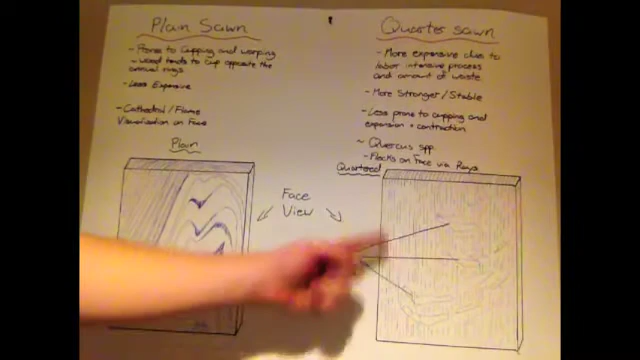 Plain Sawn
- Prone to Cupping and warping
- wood tends to cup opposite the
annual rings
- Less Expensive
- Cathedral / Flame
Visualization on Face
Plain
Quarter sawn
- More expensive due to
labor intensive process
and amount of waste
- More Stronger / Stable
- Less prone to cupping and
expansion + contraction
~ Quercus spp.
- Flecks on Face via Rays
Quartered
Face
View